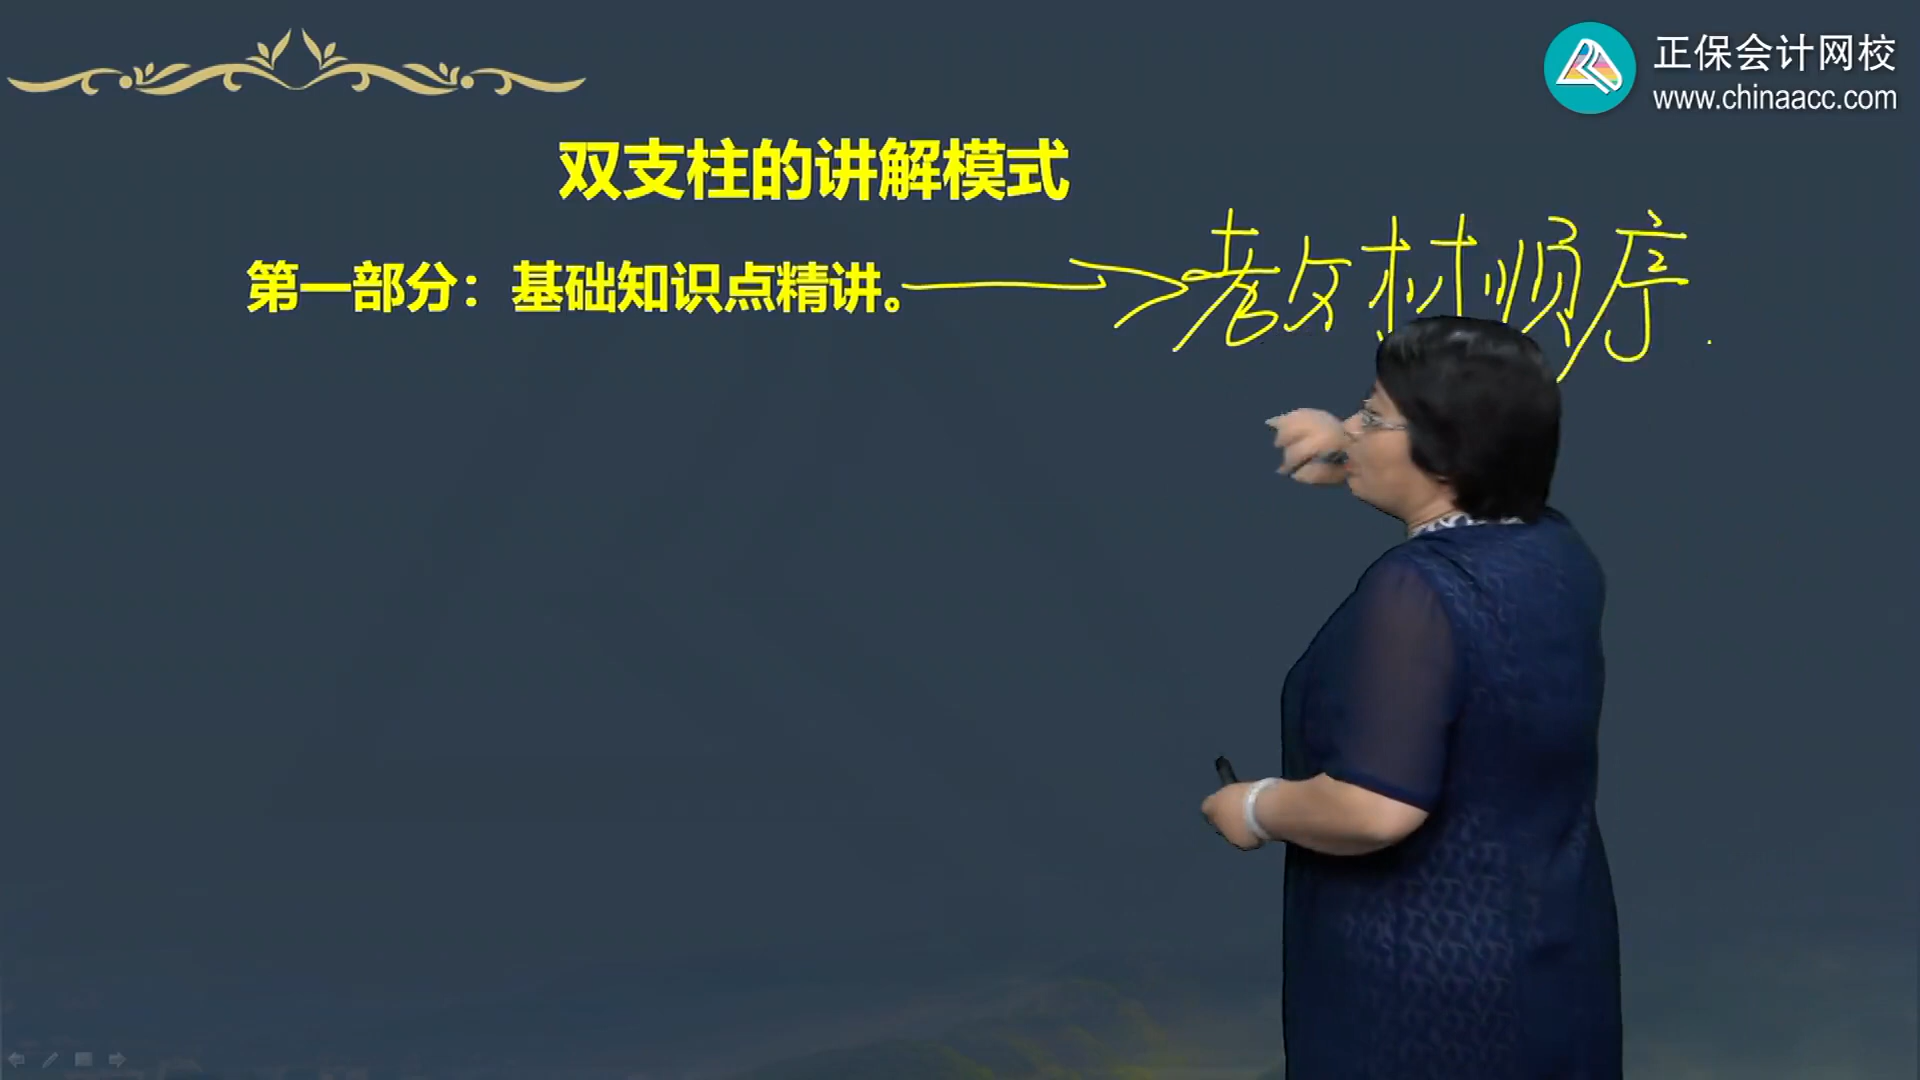 正保会计网校
www.chinaacc.com
双支柱的讲解模式
第一部分：基础知识点精讲。 教材顺序